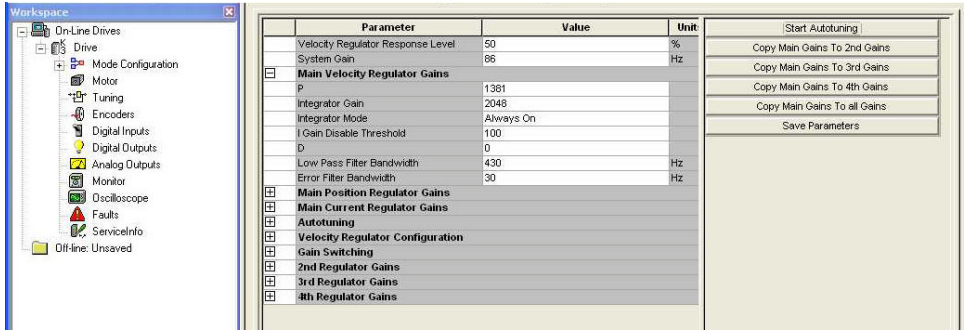 Workspace
On-Line Drives
Drive
Mode Configuration
Motor
Tuning
Encoders
Digital Inputs
Digital Outputs
Analog Outputs
Monitor
Oscilloscope
Faults
ServiceInfo
Off-line: Unsaved
Parameter Value Unit
Velocity Regulator Response Level 50 %
System Gain 86 Hz
Main Velocity Regulator Gains
P 1381
Integrator Gain 2048
Integrator Mode Always On
I Gain Disable Threshold 100
D 0
Low Pass Filter Bandwidth 430 Hz
Error Filter Bandwidth 30 Hz
Main Position Regulator Gains
Main Current Regulator Gains
Autotuning
Velocity Regulator Configuration
Gain Switching
2nd Regulator Gains
3rd Regulator Gains
4th Regulator Gains
Start Autotuning
Copy Main Gains To 2nd Gains
Copy Main Gains To 3rd Gains
Copy Main Gains To 4th Gains
Copy Main Gains To all Gains
Save Parameters